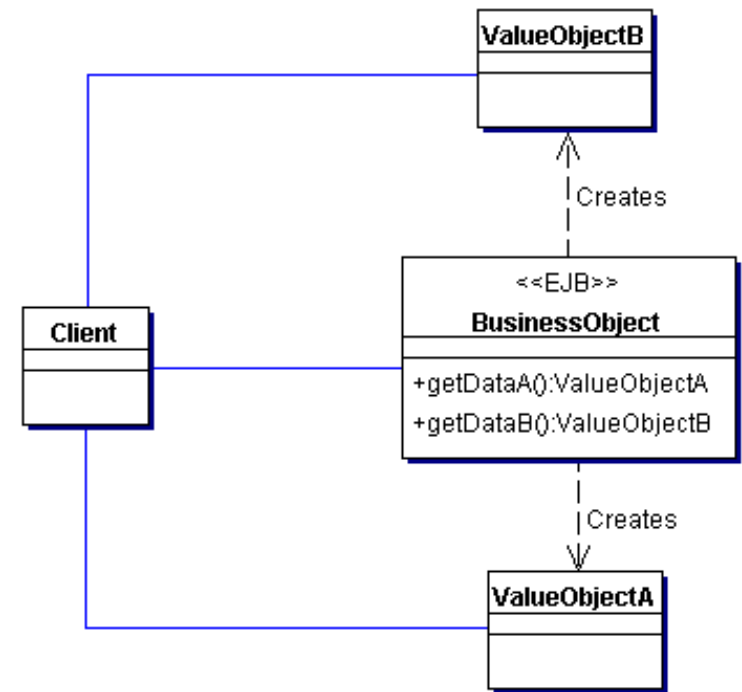 ValueObjectB
Creates
<<EJB>>
BusinessObject
+getDataA():ValueObjectA
+getDataB():ValueObjectB
Client
Creates
ValueObjectA